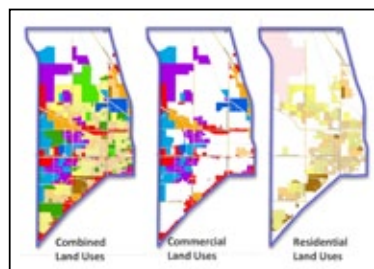 Combined
Land Uses
Commercial
Land Uses
Residential
Land Uses